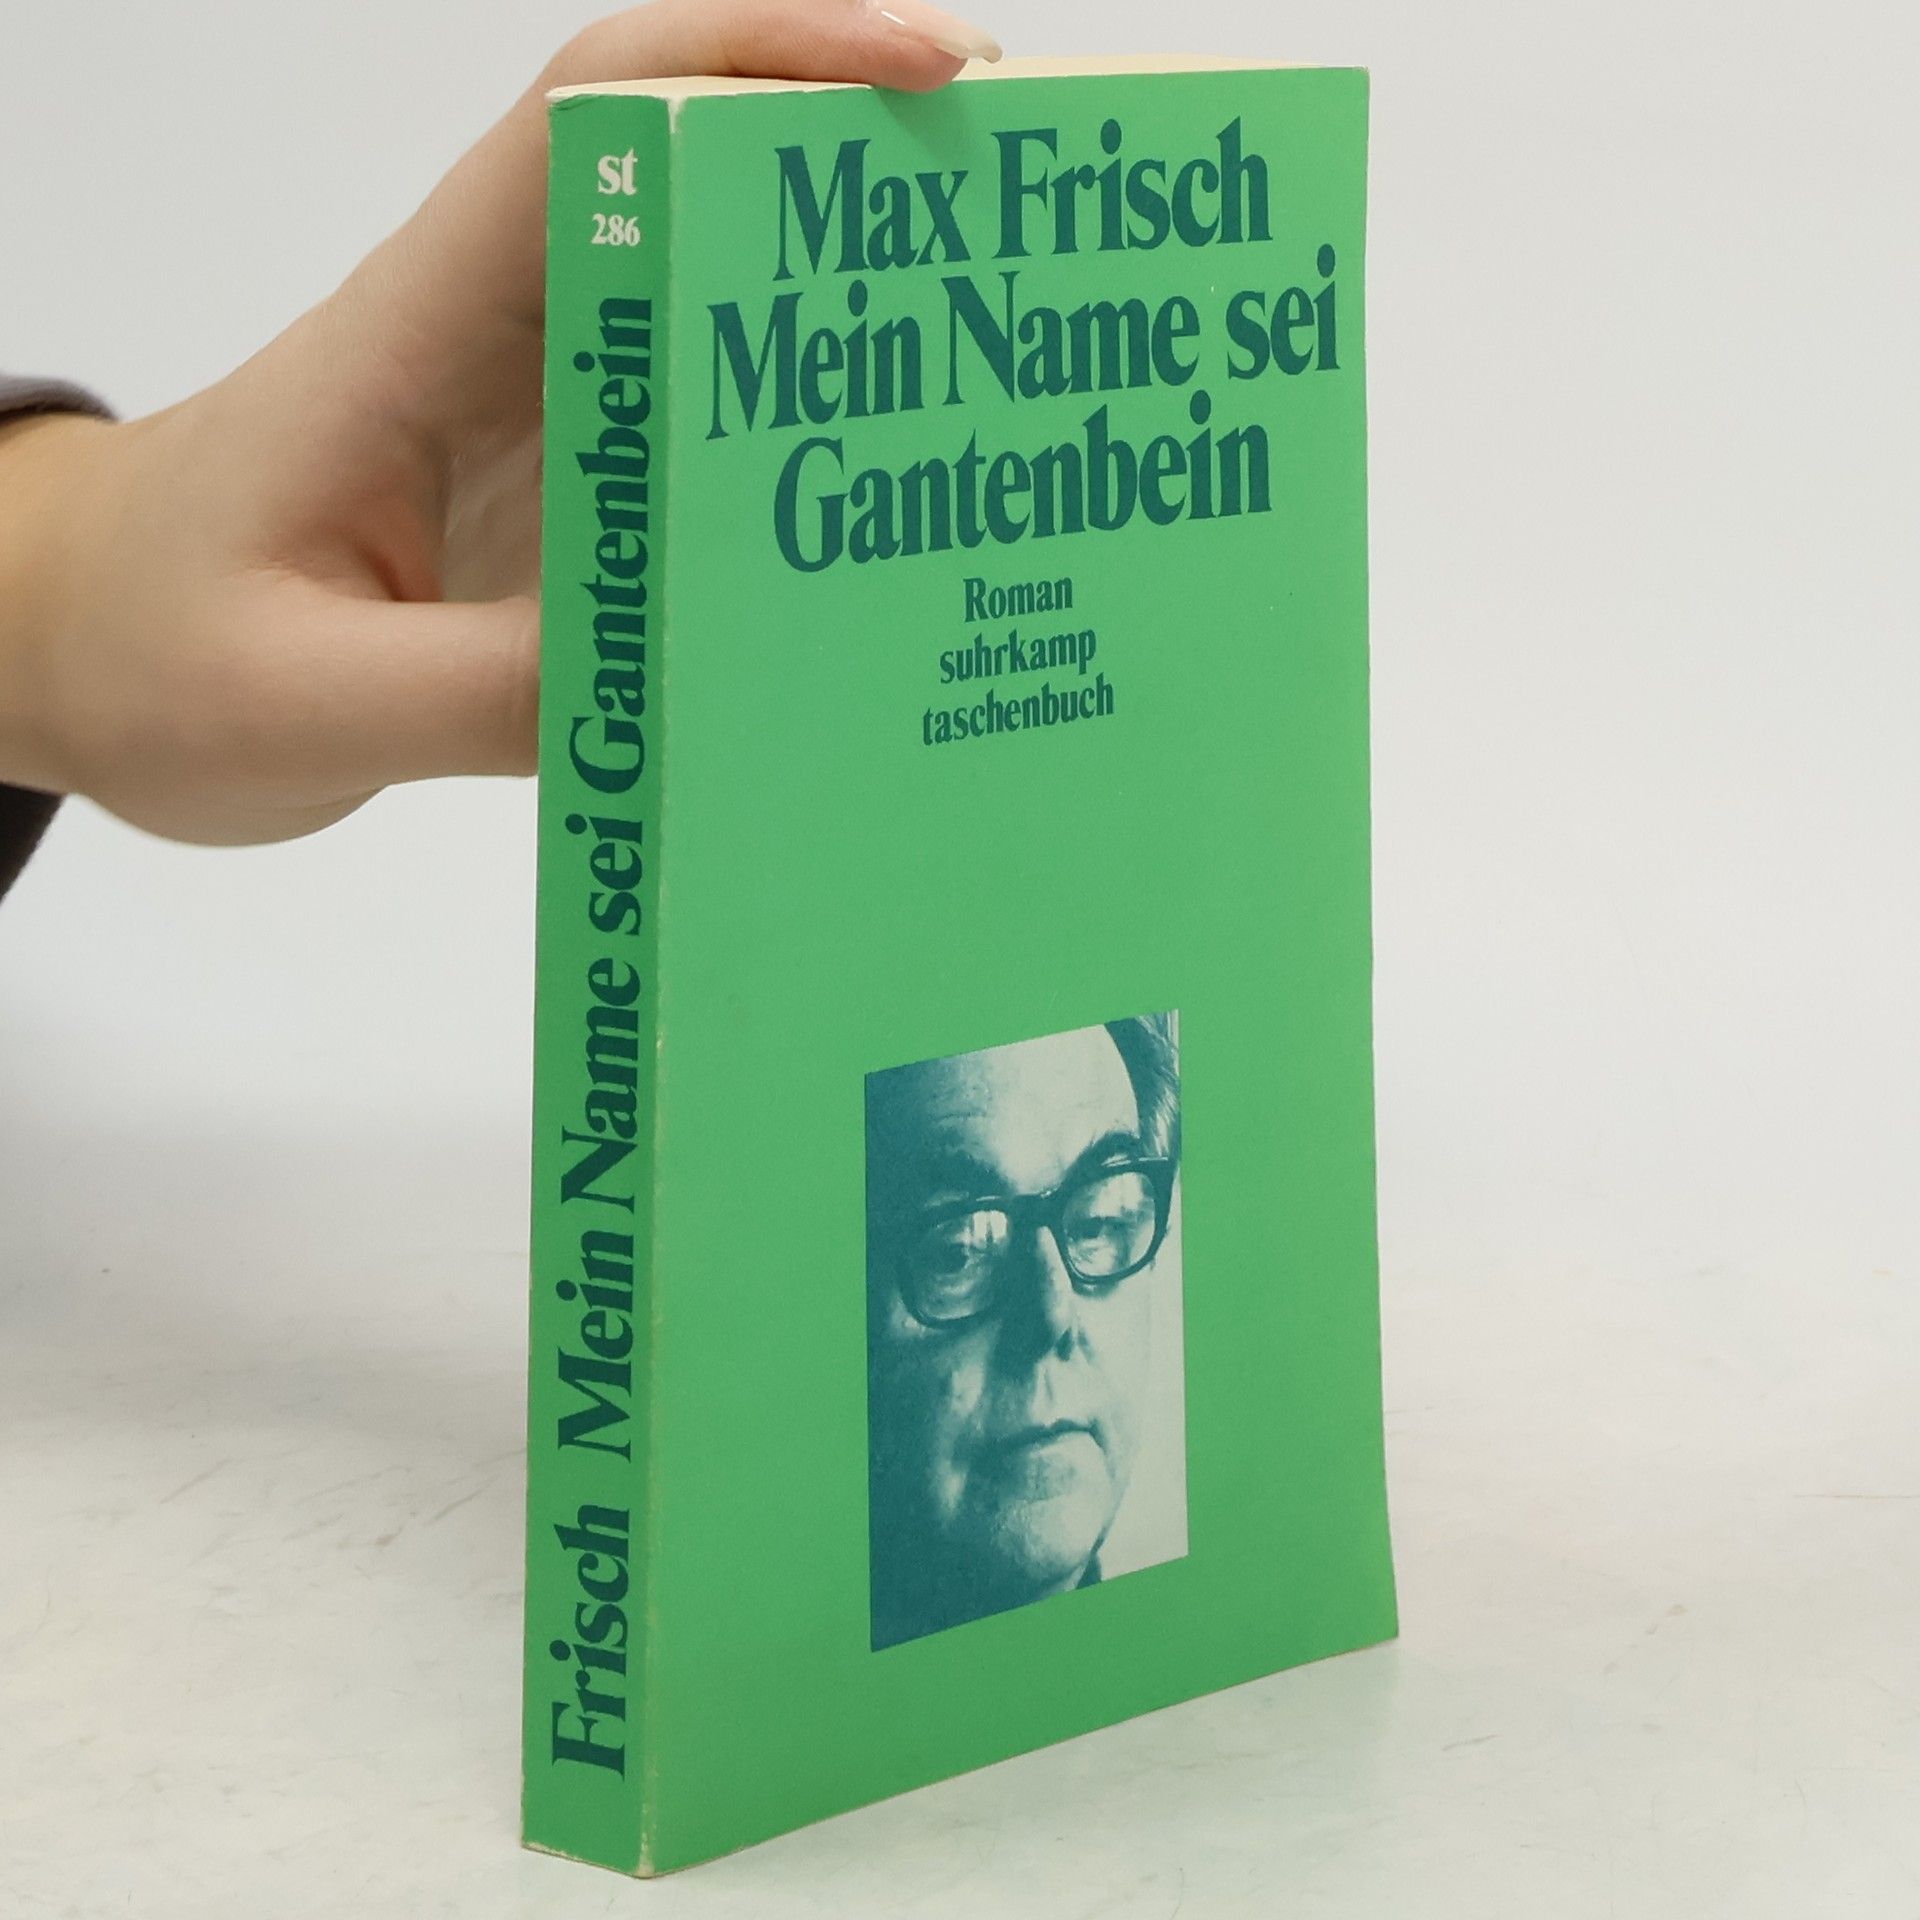 st
286
Frisch Mein Name sei Gantenbein
Max Frisch
Mein Name sei
Gantenbein
Roman
suhrkamp
taschenbuch